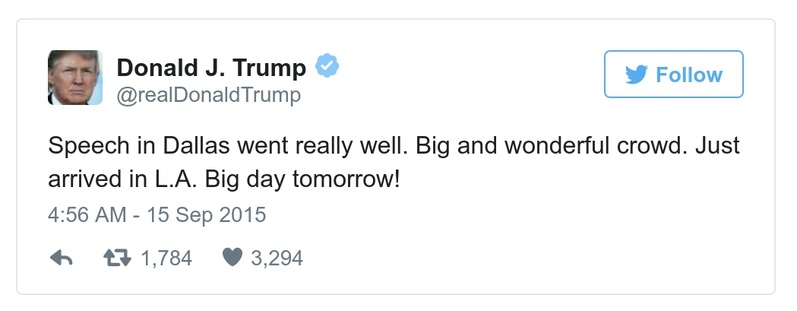 Donald J. Trump
@realDonaldTrump
Follow
Speech in Dallas went really well. Big and wonderful crowd. Just
arrived in L.A. Big day tomorrow!
4:56 AM - 15 Sep 2015
1,784 3,294